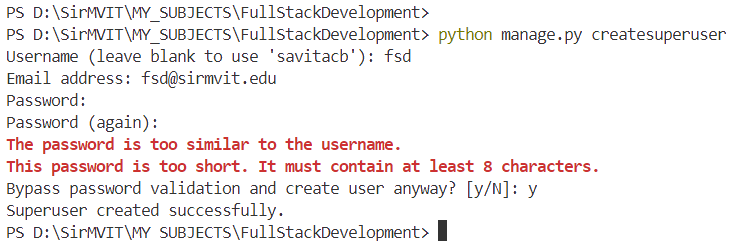 PS D:\SirMVIT\MY_SUBJECTS\FullStackDevelopment>
PS D:\SirMVIT\MY_SUBJECTS\FullStackDevelopment> python manage.py createsuperuser
Username (leave blank to use 'savitacb'): fsd
Email address: fsd@sirmvit.edu
Password:
Password (again):
The password is too similar to the username.
This password is too short. It must contain at least 8 characters.
Bypass password validation and create user anyway? [y/N]: y
Superuser created successfully.
PS D:\SirMVIT\MY SUBJECTS\FullStackDevelopment>